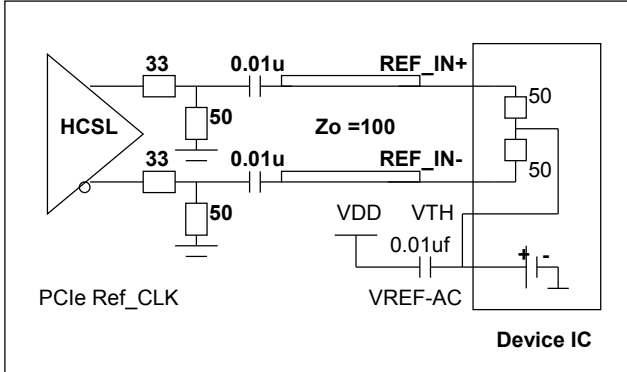 33
0.01u
REF_IN+
50
HCSL
50
Zo =100
33
0.01u
REF_IN-
50
50
VDD
VTH
0.01uf
+
-
PCIe Ref_CLK
VREF-AC
Device IC